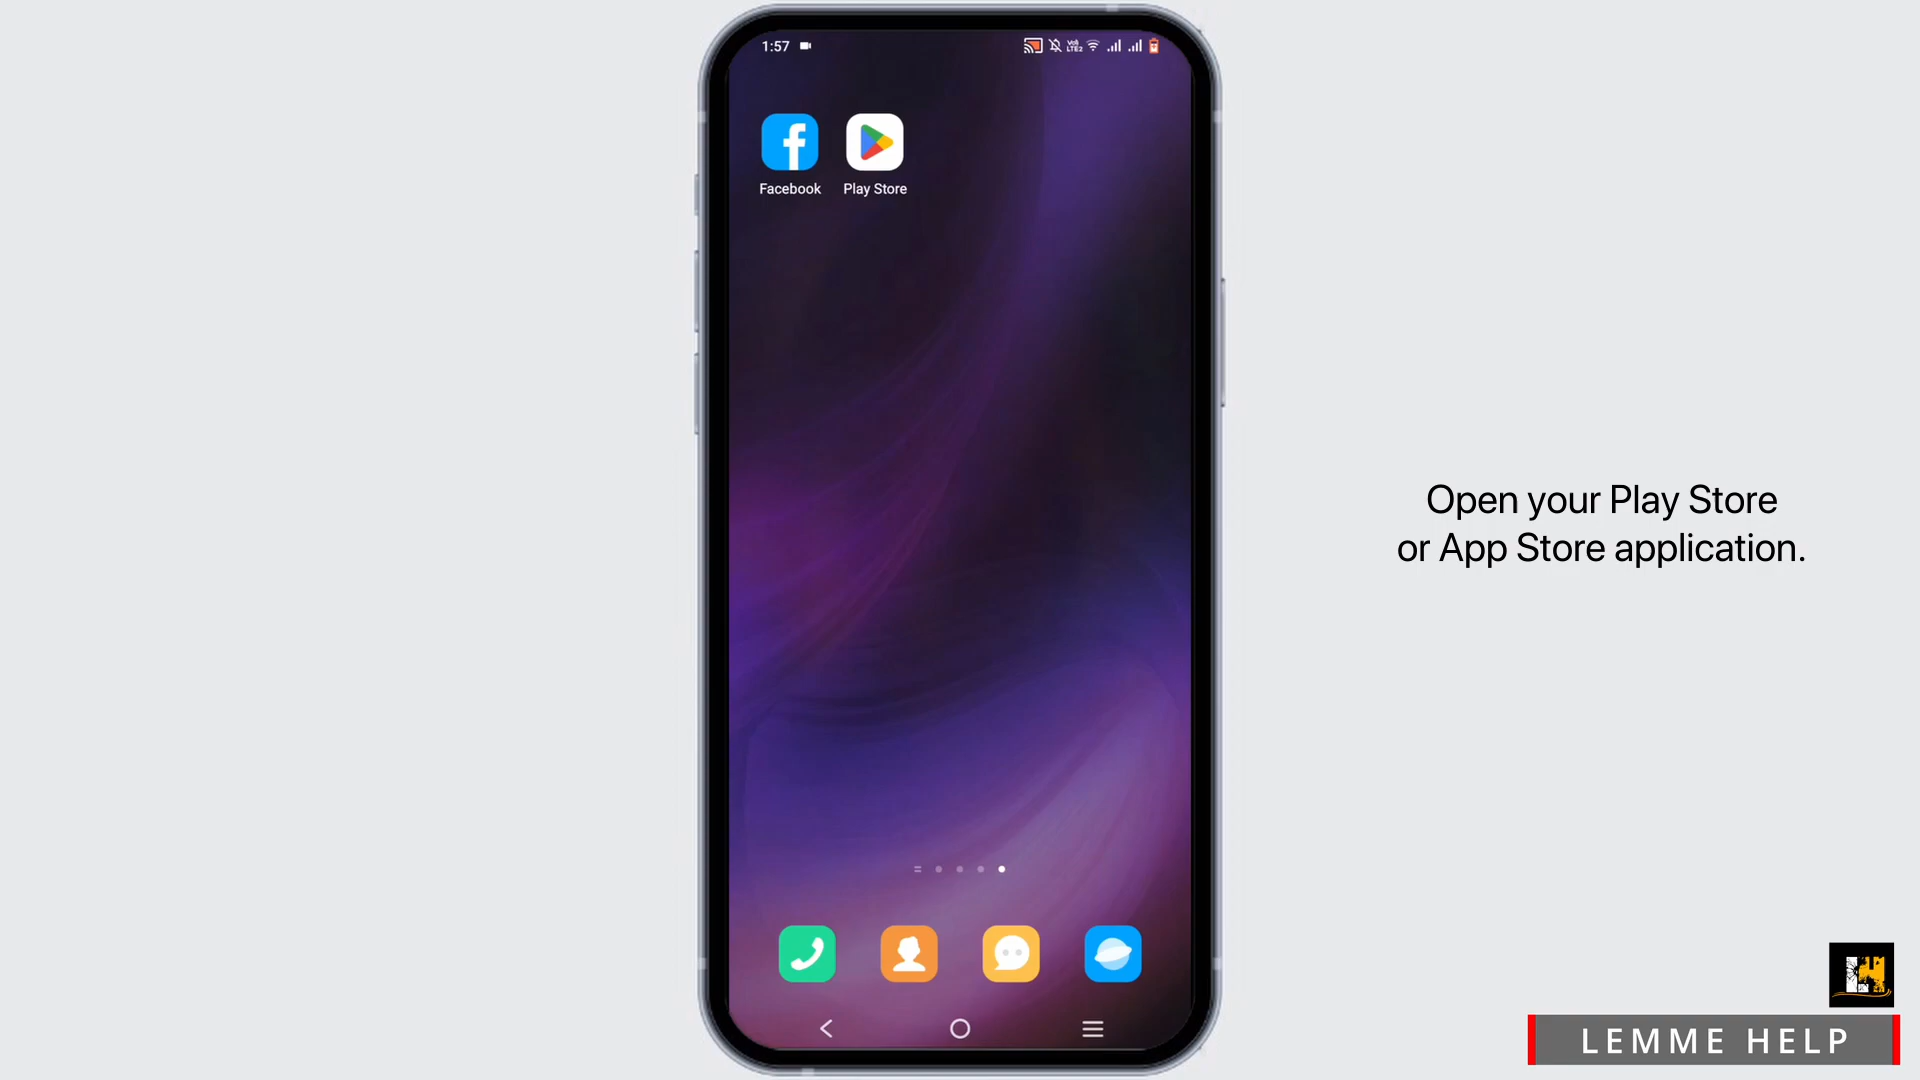 1:57
Facebook
Play Store
Open your Play Store
or App Store application.
LEMME HELP